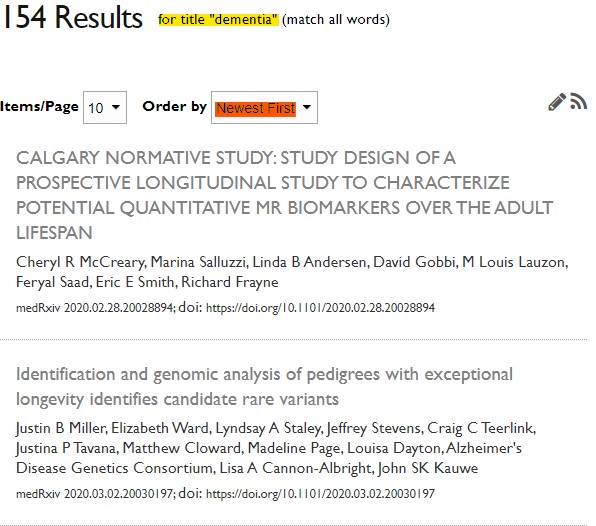 154 Results for title "dementia" (match all words)
Items/Page 10 Order by Newest First
CALGARY NORMATIVE STUDY: STUDY DESIGN OF A
PROSPECTIVE LONGITUDINAL STUDY TO CHARACTERIZE
POTENTIAL QUANTITATIVE MR BIOMARKERS OVER THE ADULT
LIFESPAN
Cheryl R McCreary, Marina Salluzzi, Linda B Andersen, David Gobbi, M Louis Lauzon,
Feryal Saad, Eric E Smith, Richard Frayne
medRxiv 2020.02.28.20028894; doi: https://doi.org/10.1101/2020.02.28.20028894
Identification and genomic analysis of pedigrees with exceptional
longevity identifies candidate rare variants
Justin B Miller, Elizabeth Ward, Lyndsay A Staley, Jeffrey Stevens, Craig C Teerlink,
Justina P Tavana, Matthew Cloward, Madeline Page, Louisa Dayton, Alzheimer's
Disease Genetics Consortium, Lisa A Cannon-Albright, John SK Kauwe
medRxiv 2020.03.02.20030197; doi: https://doi.org/10.1101/2020.03.02.20030197